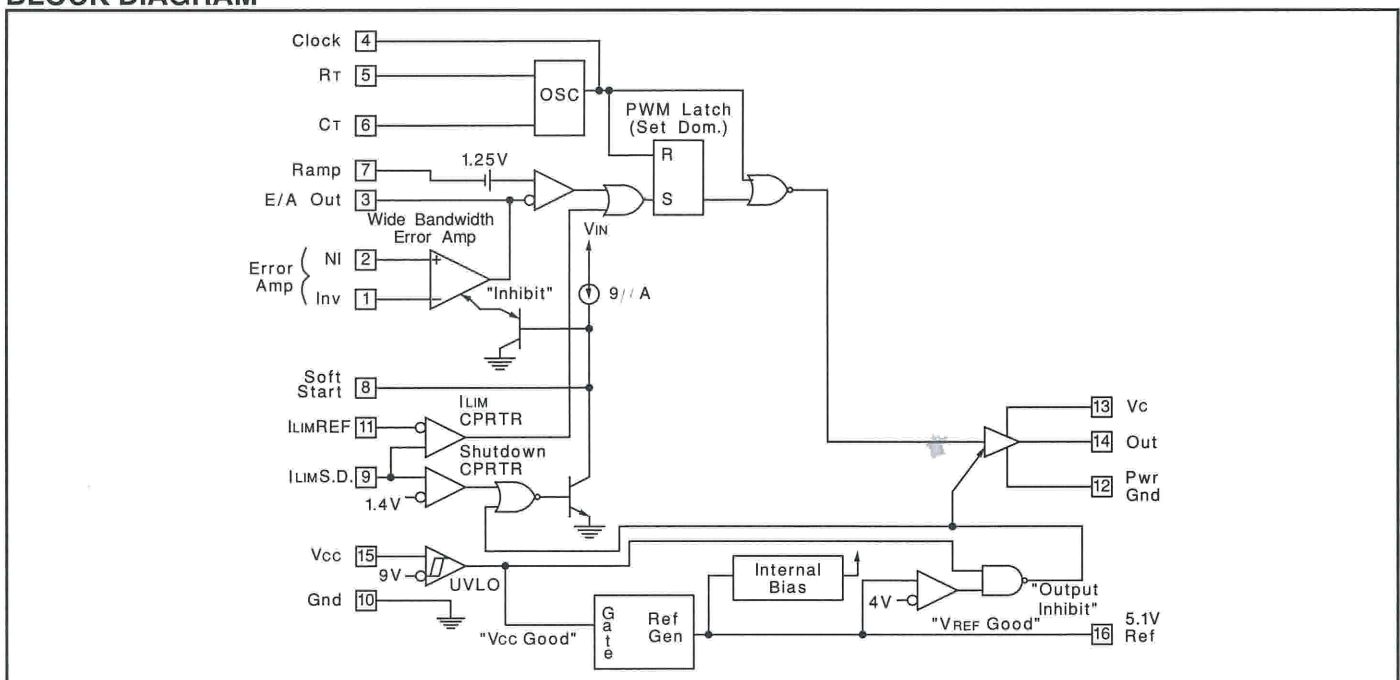 BLOCK DIAGRAM
Clock 4
RT 5
OSC
CT 6
PWM Latch
(Set Dom.)
R
S
Ramp 7
1.25V
E/A Out 3
Wide Bandwidth
Error Amp
VIN
Error
Amp
NI 2
+
Inv 1
−
"Inhibit"
9 A
Soft
Start 8
ILIM
CPRTR
ILIMREF 11
Shutdown
CPRTR
ILIMS.D. 9
1.4V
13 Vc
14 Out
12 Pwr
Gnd
Vcc 15
9V
UVLO
Gnd 10
Internal
Bias
4V
"Output
Inhibit"
"Vcc Good"
Gate
Ref
Gen
"VREF Good"
16 5.1V
Ref